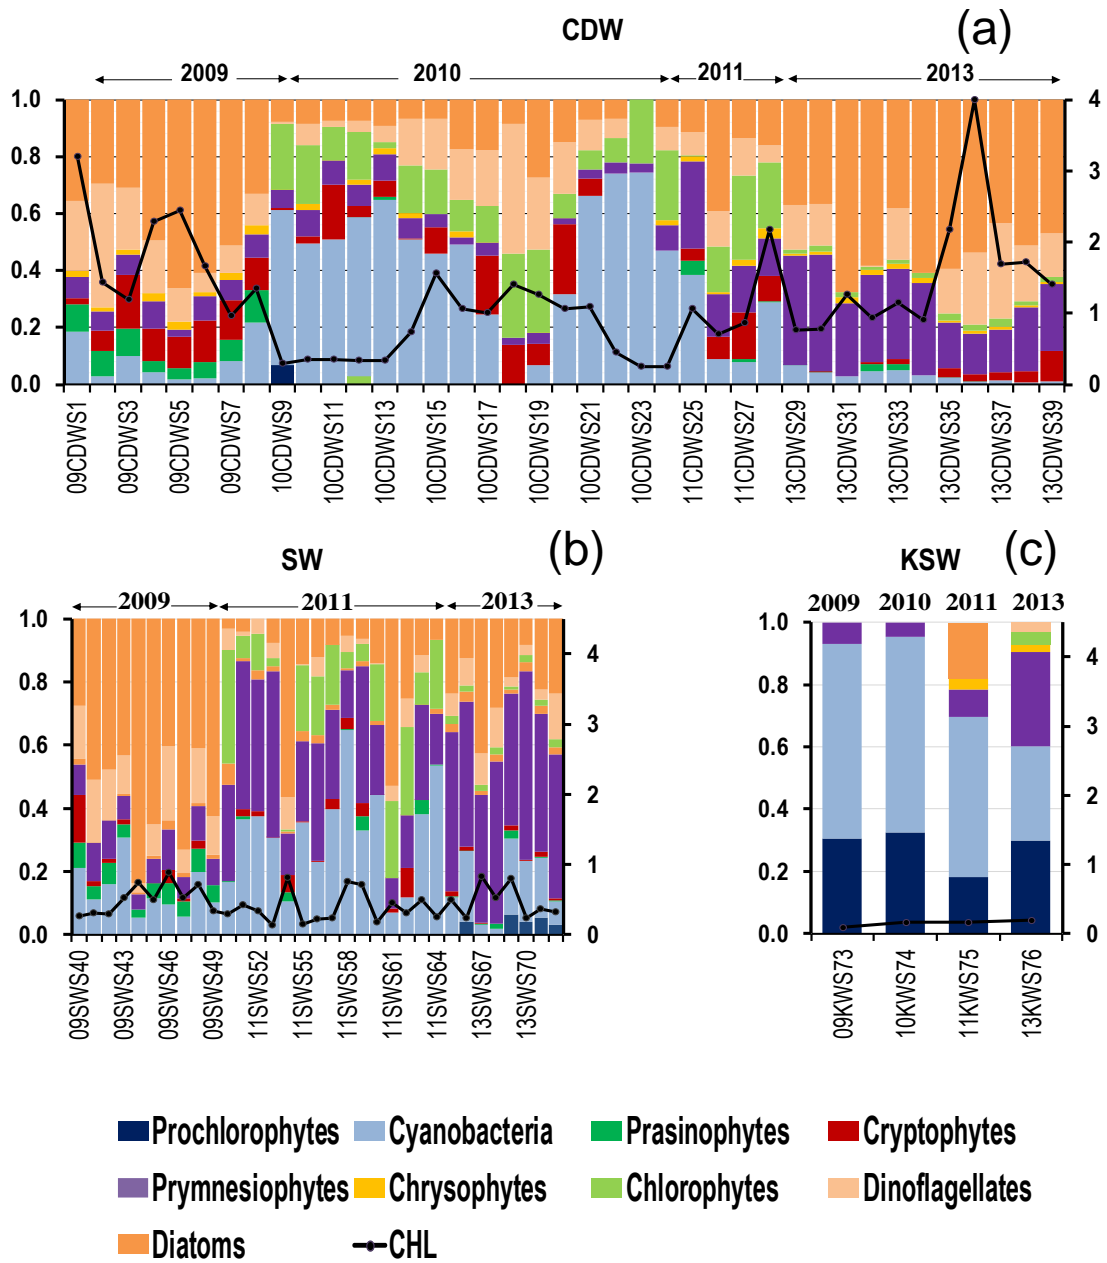 CDW (a)
2009 2010 2011 2013
1.0 4
0.8 3
0.6
0.4 2
0.2 1
0.0 0
09CDWS1 09CDWS3 09CDWS5 09CDWS7 10CDWS9 10CDWS11 10CDWS13 10CDWS15 10CDWS17 10CDWS19 10CDWS21 10CDWS23 11CDWS25 11CDWS27 13CDWS29 13CDWS31 13CDWS33 13CDWS35 13CDWS37 13CDWS39
SW (b)
2009 2011 2013
1.0 4
0.8 3
0.6 2
0.4
0.2 1
0.0 0
09SWS40 09SWS43 09SWS46 09SWS49 11SWS52 11SWS55 11SWS58 11SWS61 11SWS64 13SWS67 13SWS70
KSW (c)
2009 2010 2011 2013
1.0 4
0.8 3
0.6 2
0.4
0.2 1
0.0 0
09KWS73 10KWS74 11KWS75 13KWS76
Prochlorophytes Cyanobacteria Prasinophytes Cryptophytes
Prymnesiophytes Chrysophytes Chlorophytes Dinoflagellates
Diatoms CHL